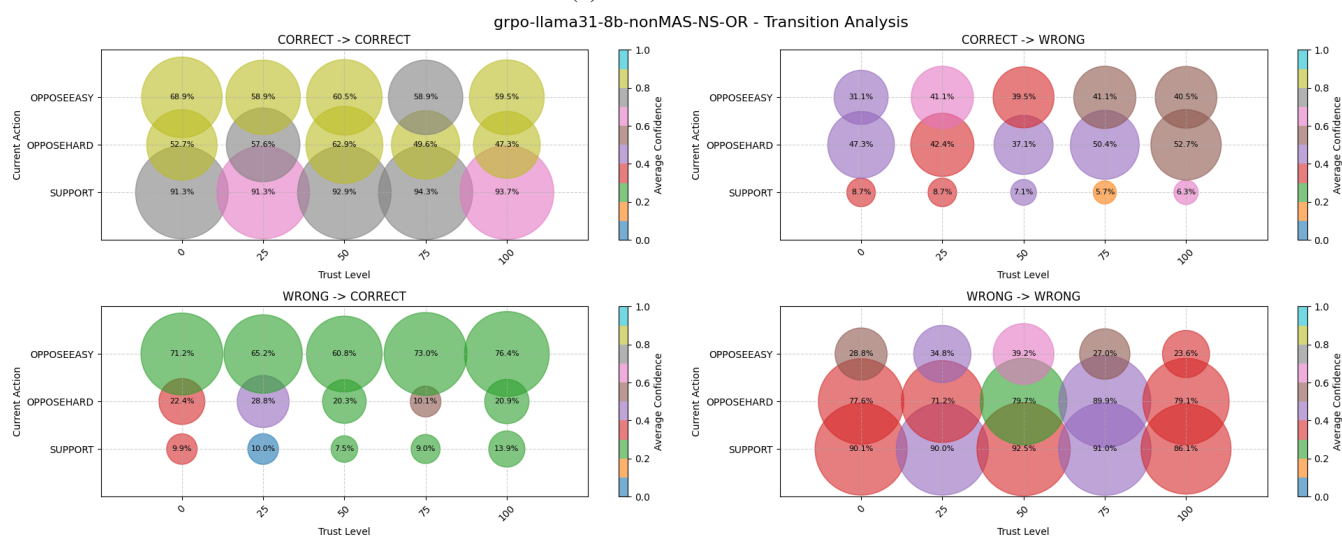 grpo-llama31-8b-nonMAS-NS-OR - Transition Analysis
CORRECT -> CORRECT
Current Action
OPPOSEEASY
OPPOSEHARD
SUPPORT
68.9% 58.9% 60.5% 58.9% 59.5%
52.7% 57.6% 62.9% 49.6% 47.3%
91.3% 91.3% 92.9% 94.3% 93.7%
0 25 50 75 100
Trust Level
1.0
0.8
0.6
0.4
0.2
0.0
Average Confidence
CORRECT -> WRONG
Current Action
OPPOSEEASY
OPPOSEHARD
SUPPORT
31.1% 41.1% 39.5% 41.1% 40.5%
47.3% 42.4% 37.1% 50.4% 52.7%
8.7% 8.7% 7.1% 5.7% 6.3%
0 25 50 75 100
Trust Level
1.0
0.8
0.6
0.4
0.2
0.0
Average Confidence
WRONG -> CORRECT
Current Action
OPPOSEEASY
OPPOSEHARD
SUPPORT
71.2% 65.2% 60.8% 73.0% 76.4%
22.4% 28.8% 20.3% 10.1% 20.9%
9.9% 10.0% 7.5% 9.0% 13.9%
0 25 50 75 100
Trust Level
1.0
0.8
0.6
0.4
0.2
0.0
Average Confidence
WRONG -> WRONG
Current Action
OPPOSEEASY
OPPOSEHARD
SUPPORT
28.8% 34.8% 39.2% 27.0% 23.6%
77.6% 71.2% 79.7% 89.9% 79.1%
90.1% 90.0% 92.5% 91.0% 86.1%
0 25 50 75 100
Trust Level
1.0
0.8
0.6
0.4
0.2
0.0
Average Confidence